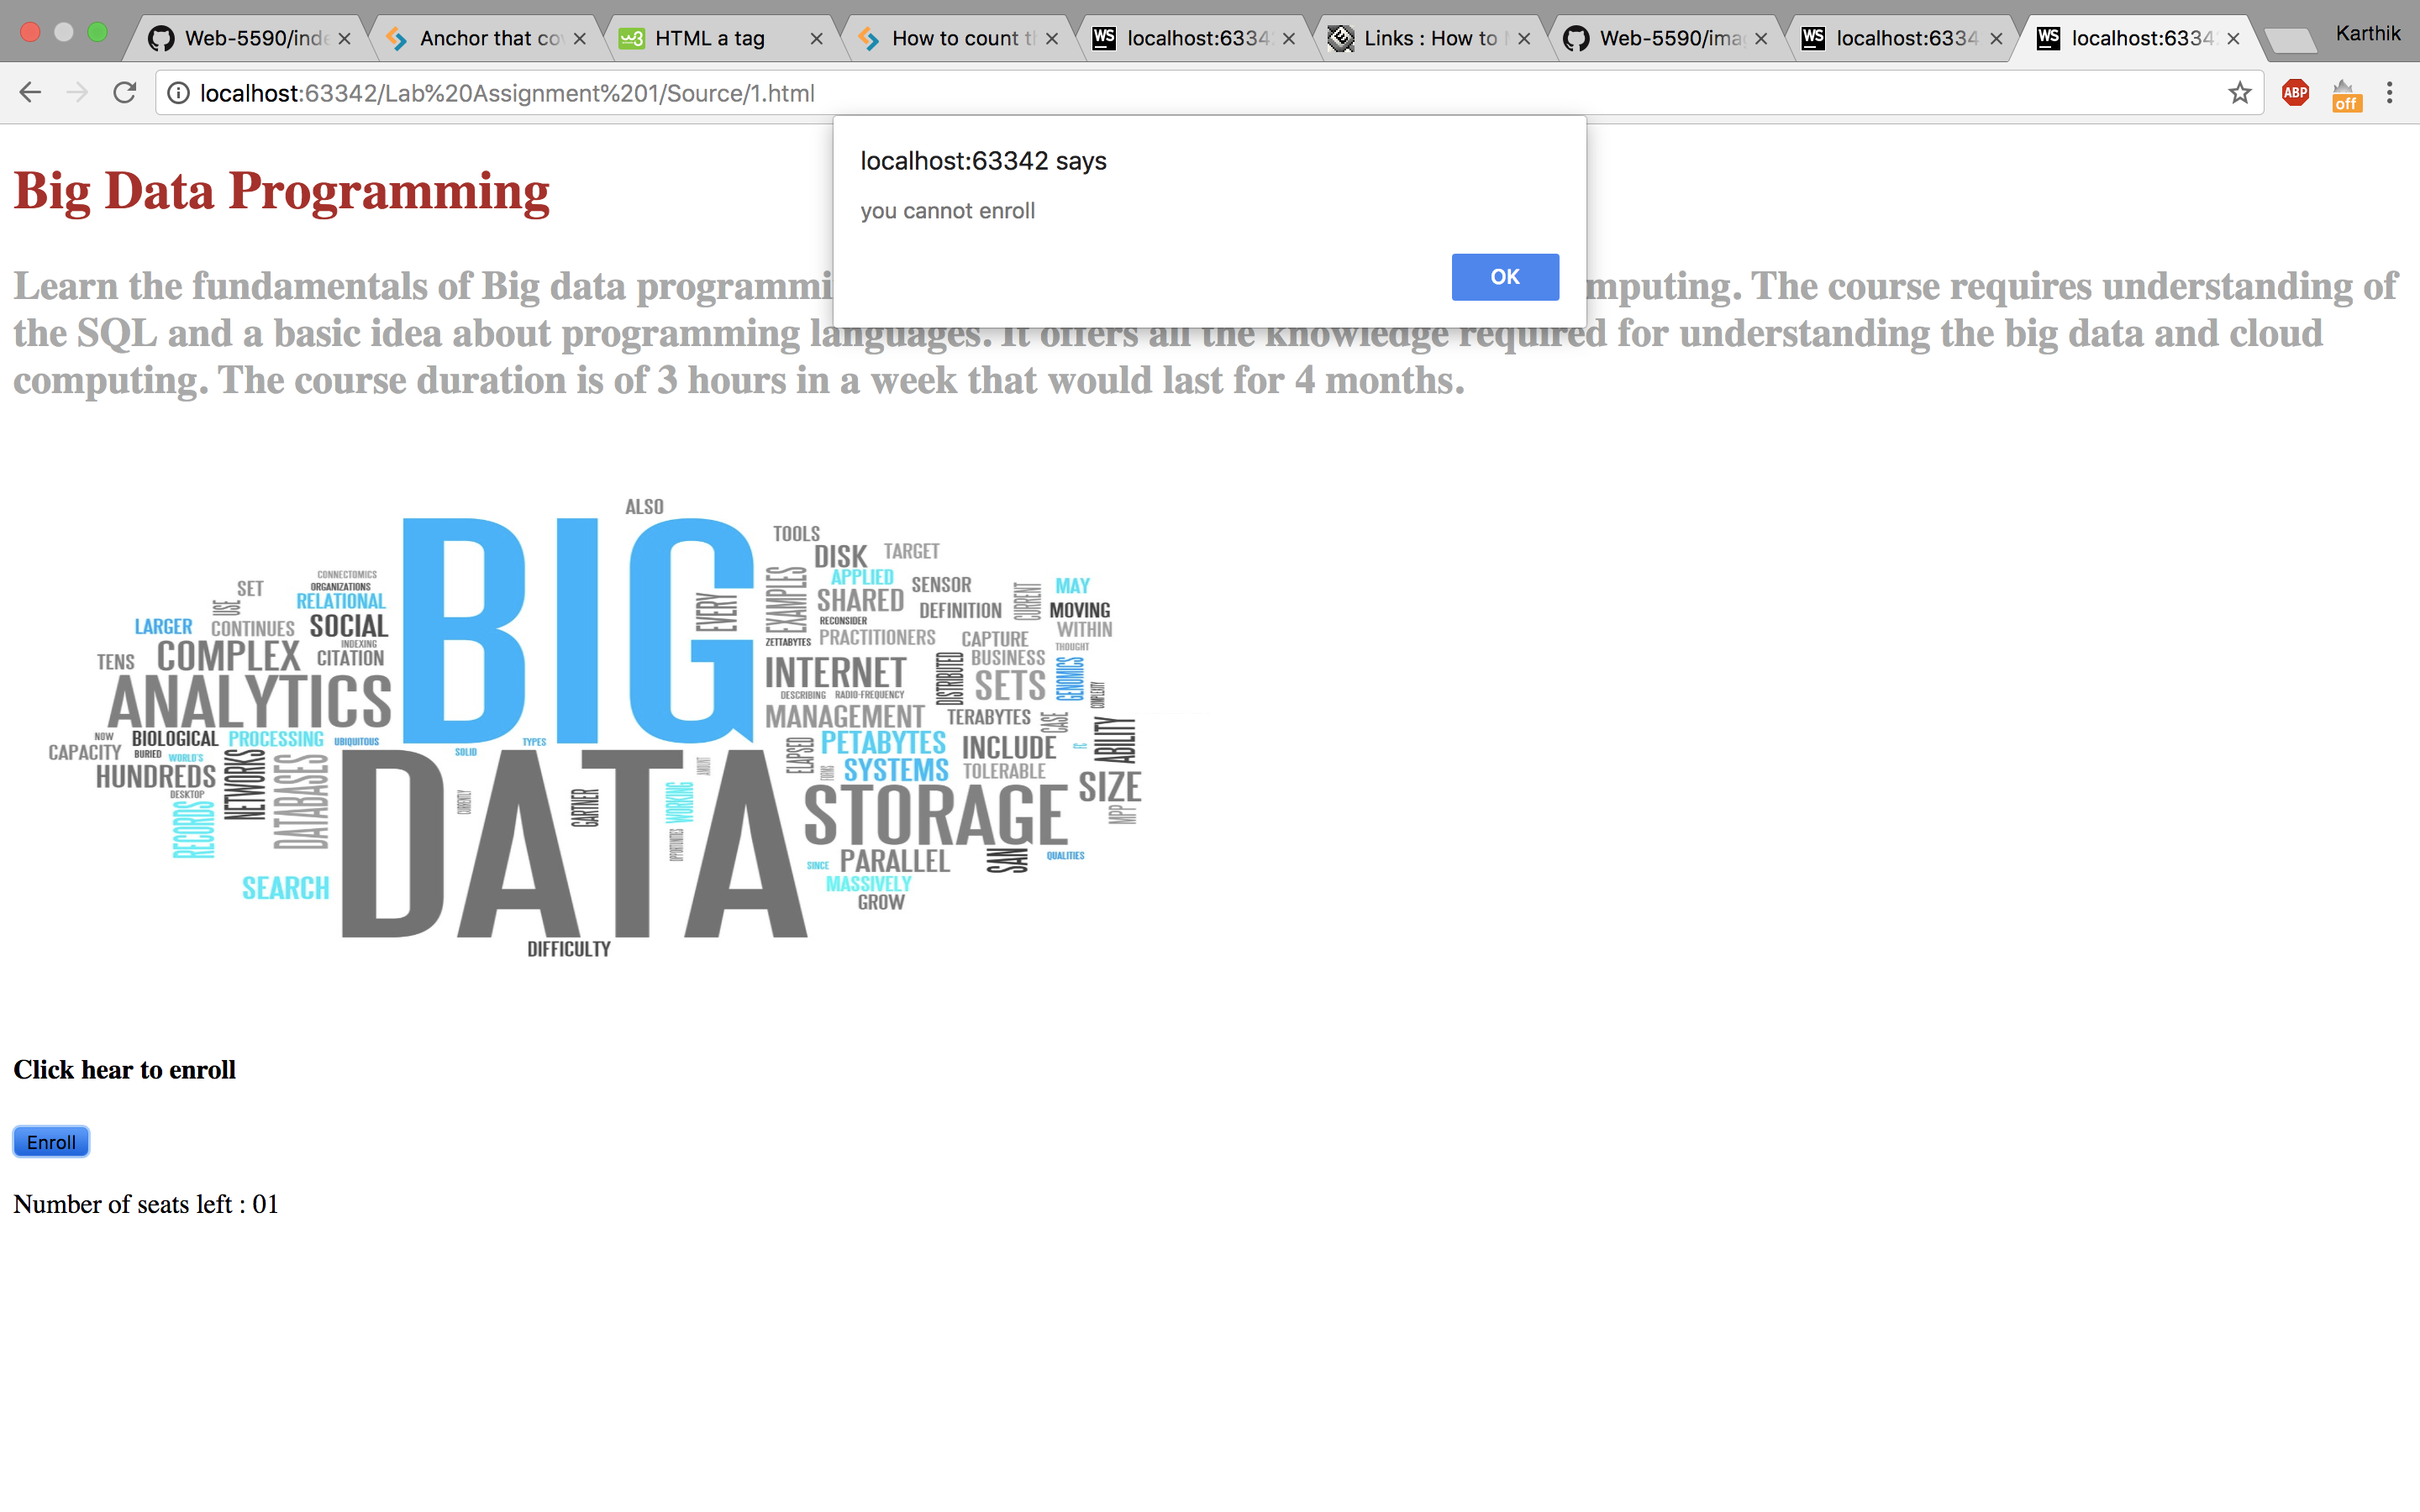 Web-5590/inde
Anchor that co
HTML a tag
How to count t
localhost:6334
Links : How to
Web-5590/ima
localhost:6334
localhost:6334
Karthik
localhost:63342/Lab%20Assignment%201/Source/1.html
ABP
off
localhost:63342 says
you cannot enroll
OK
Big Data Programming
Learn the fundamentals of Big data programmi mputing. The course requires understanding of
the SQL and a basic idea about programming languages. It offers all the knowledge required for understanding the big data and cloud
computing. The course duration is of 3 hours in a week that would last for 4 months.
ALSO
BIG
TOOLS
DISK
TARGET
CONNECTOMICS
SET
ORGANIZATIONS
USE
RELATIONAL
EVERY
EXAMPLES
APPLIED
SENSOR
CURRENT
MAY
SHARED
DEFINITION
MOVING
LARGER
CONTINUES
SOCIAL
RECONSIDER
WITHIN
ZETTABYTES
PRACTITIONERS
CAPTURE
THOUGHT
INDEXING
TENS
COMPLEX
CITATION
DISTRIBUTED
BUSINESS
GENOMICS
INTERNET
SETS
COMPLEXITY
DESCRIBING
RADIO-FREQUENCY
ANALYTICS
MANAGEMENT
TERABYTES
CASE
ABILITY
NOW
BIOLOGICAL
PROCESSING
UBIQUITOUS
SOLID
TYPES
ELAPSED
PETABYTES
INCLUDE
CAPACITY
BURIED
WORLD'S
HUNDREDS
NETWORKS
DATABASES
DATA
AMOUNT
FORMS
SYSTEMS
TOLERABLE
SIZE
DESKTOP
RECORDS
CURRENTLY
GARTNER
WORKING
STORAGE
MPP
OPPORTUNITIES
SINCE
PARALLEL
SAN
QUALITIES
SEARCH
MASSIVELY
GROW
DIFFICULTY
Click hear to enroll
Enroll
Number of seats left : 01